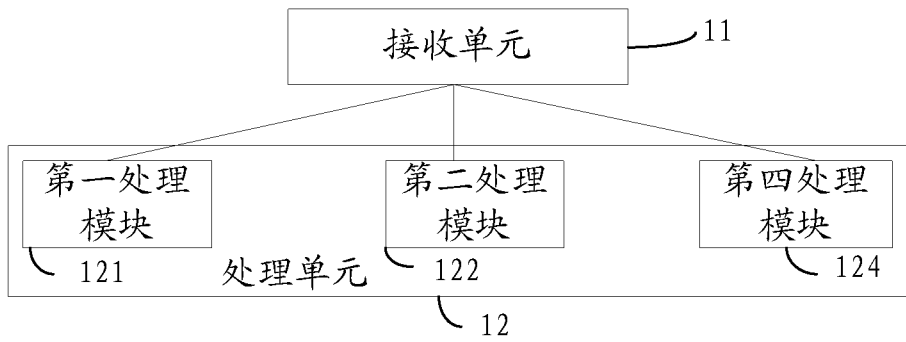 接收单元
11
第一处理
模块
第二处理
模块
第四处理
模块
121
处理单元
122
124
12